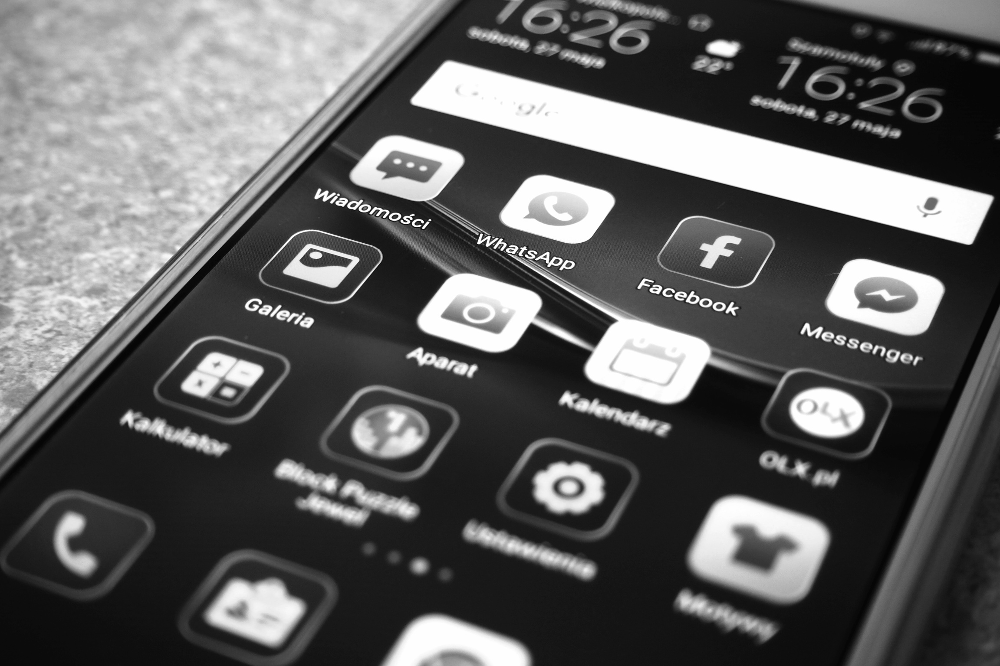 16:26
sobota, 27 maja
22°
Szamotuły
16:26
sobota, 27 maja
Google
Wiadomości
WhatsApp
Facebook
Messenger
Galeria
Aparat
Kalendarz
OLX
OLX.pl
Kalkulator
Block Puzzle
Jewel
Ustawienia
Motywy